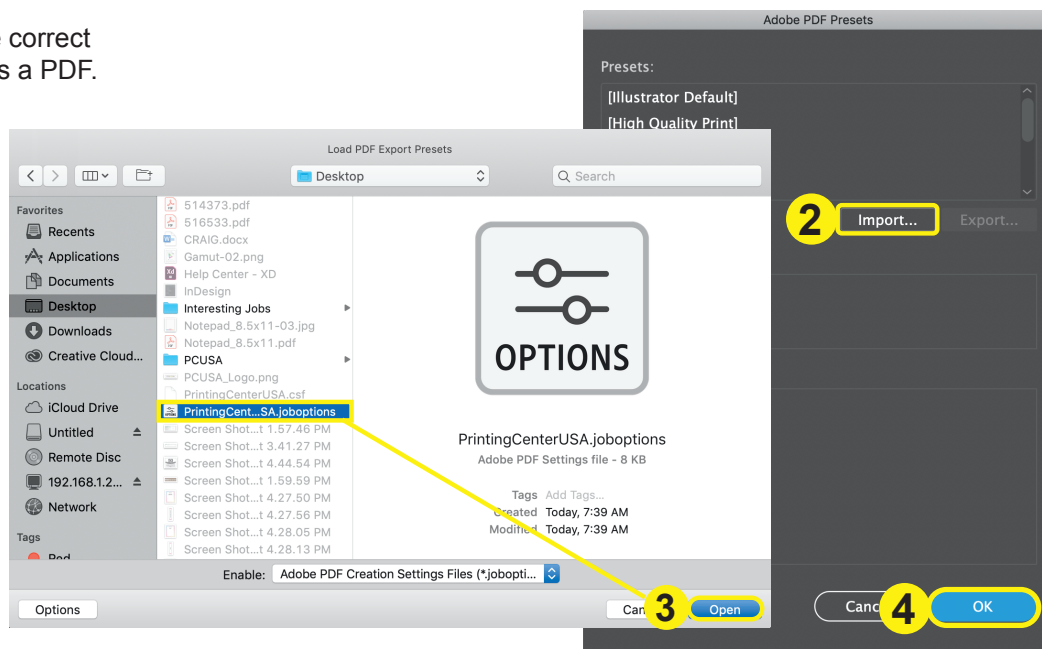 correct
s a PDF.
Adobe PDF Presets
Presets:
[Illustrator Default]
[High Quality Print]
2
Import...
Export...
Load PDF Export Presets
Desktop
Search
Favorites
Recents
Applications
Documents
Desktop
Downloads
Creative Cloud...
Locations
iCloud Drive
Untitled
Remote Disc
192.168.1.2...
Network
Tags
Red
514373.pdf
516533.pdf
CRAIG.docx
Gamut-02.png
Help Center - XD
InDesign
Interesting Jobs
Notepad_8.5x11-03.jpg
Notepad_8.5x11.pdf
PCUSA
PCUSA_Logo.png
PrintingCenterUSA.csf
PrintingCent...SA.joboptions
Screen Shot...t 1.57.46 PM
Screen Shot...t 3.41.27 PM
Screen Shot...t 4.44.54 PM
Screen Shot...t 1.59.59 PM
Screen Shot...t 4.27.50 PM
Screen Shot...t 4.27.56 PM
Screen Shot...t 4.28.05 PM
Screen Shot...t 4.28.13 PM
OPTIONS
PrintingCenterUSA.joboptions
Adobe PDF Settings file - 8 KB
Tags Add Tags...
Created Today, 7:39 AM
Modified Today, 7:39 AM
Enable: Adobe PDF Creation Settings Files (*.jobopti...
Options
Can
3
Open
Canc
4
OK